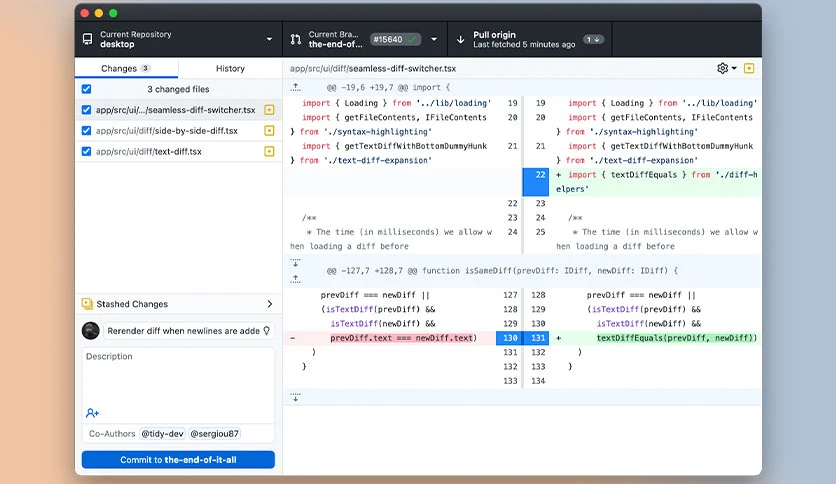 Current Repository
desktop
Current Bra...
the-end-of...
#15640
Pull origin
Last fetched 5 minutes ago
1
Changes 3
History
3 changed files
app/src/ui/.../seamless-diff-switcher.tsx
app/src/ui/diff/side-by-side-diff.tsx
app/src/ui/diff/text-diff.tsx
Stashed Changes
Rerender diff when newlines are adde
Description
Co-Authors @tidy-dev @sergiou87
Commit to the-end-of-it-all
app/src/ui/diff/seamless-diff-switcher.tsx
@@ -19,6 +19,7 @@ import {
import { Loading } from '../lib/loading' 19
import { getFileContents, IFileContents 20
} from './syntax-highlighting'
import { getTextDiffWithBottomDummyHunk 21
} from './text-diff-expansion'
22
/** 23
* The time (in milliseconds) we allow w 24
hen loading a diff before
19 import { Loading } from '../lib/loading'
20 import { getFileContents, IFileContents
} from './syntax-highlighting'
21 import { getTextDiffWithBottomDummyHunk
} from './text-diff-expansion'
22 + import { textDiffEquals } from './diff-h
elpers'
23
24 /**
25 * The time (in milliseconds) we allow w
hen loading a diff before
@@ -127,7 +128,7 @@ function isSameDiff(prevDiff: IDiff, newDiff: IDiff) {
prevDiff === newDiff || 127
(isTextDiff(prevDiff) && 128
isTextDiff(newDiff) && 129
- prevDiff.text === newDiff.text) 130
) 131
} 132
133
128 prevDiff === newDiff ||
129 (isTextDiff(prevDiff) &&
130 isTextDiff(newDiff) &&
131 + textDiffEquals(prevDiff, newDiff))
132 )
133 }
134